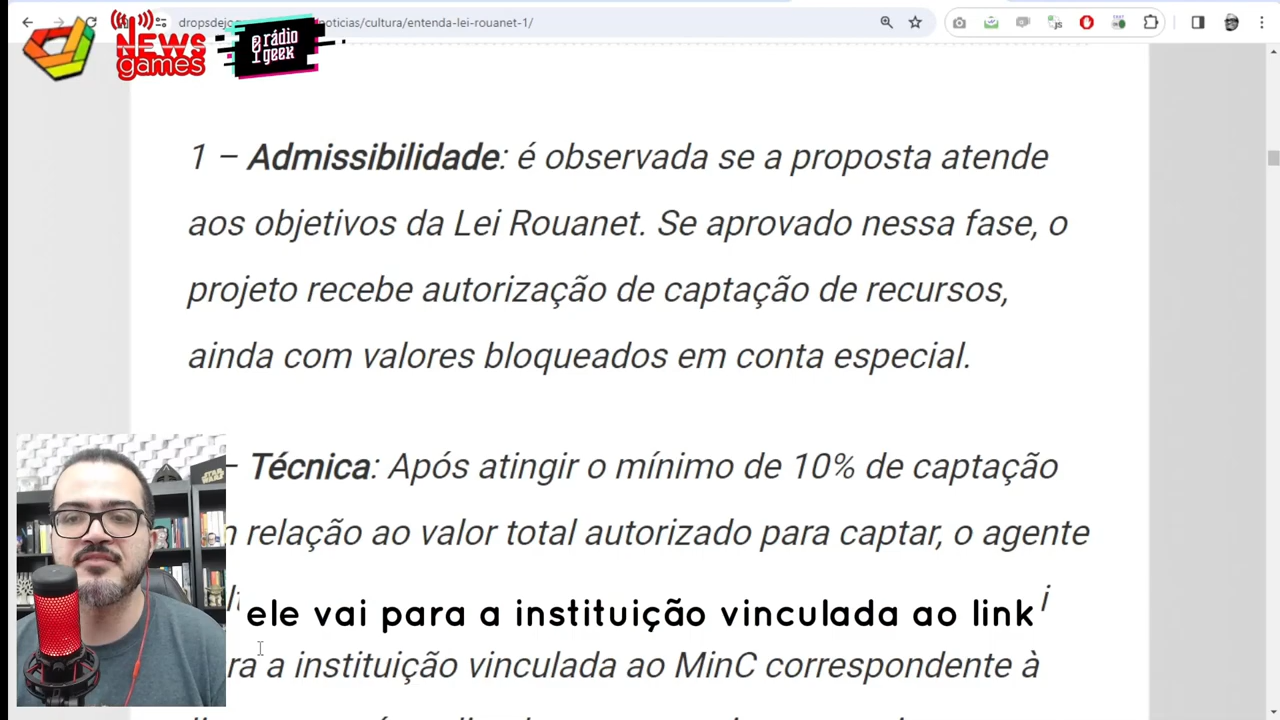 dropsdejo
noticias/cultura/entenda-lei-rouanet-1/
NEWS
games
rádio
geek
1 – Admissibilidade: é observada se a proposta atende
aos objetivos da Lei Rouanet. Se aprovado nessa fase, o
projeto recebe autorização de captação de recursos,
ainda com valores bloqueados em conta especial.
– Técnica: Após atingir o mínimo de 10% de captação
relação ao valor total autorizado para captar, o agente
ele vai para a instituição vinculada ao link
a instituição vinculada ao MinC correspondente à
STAR
WARS